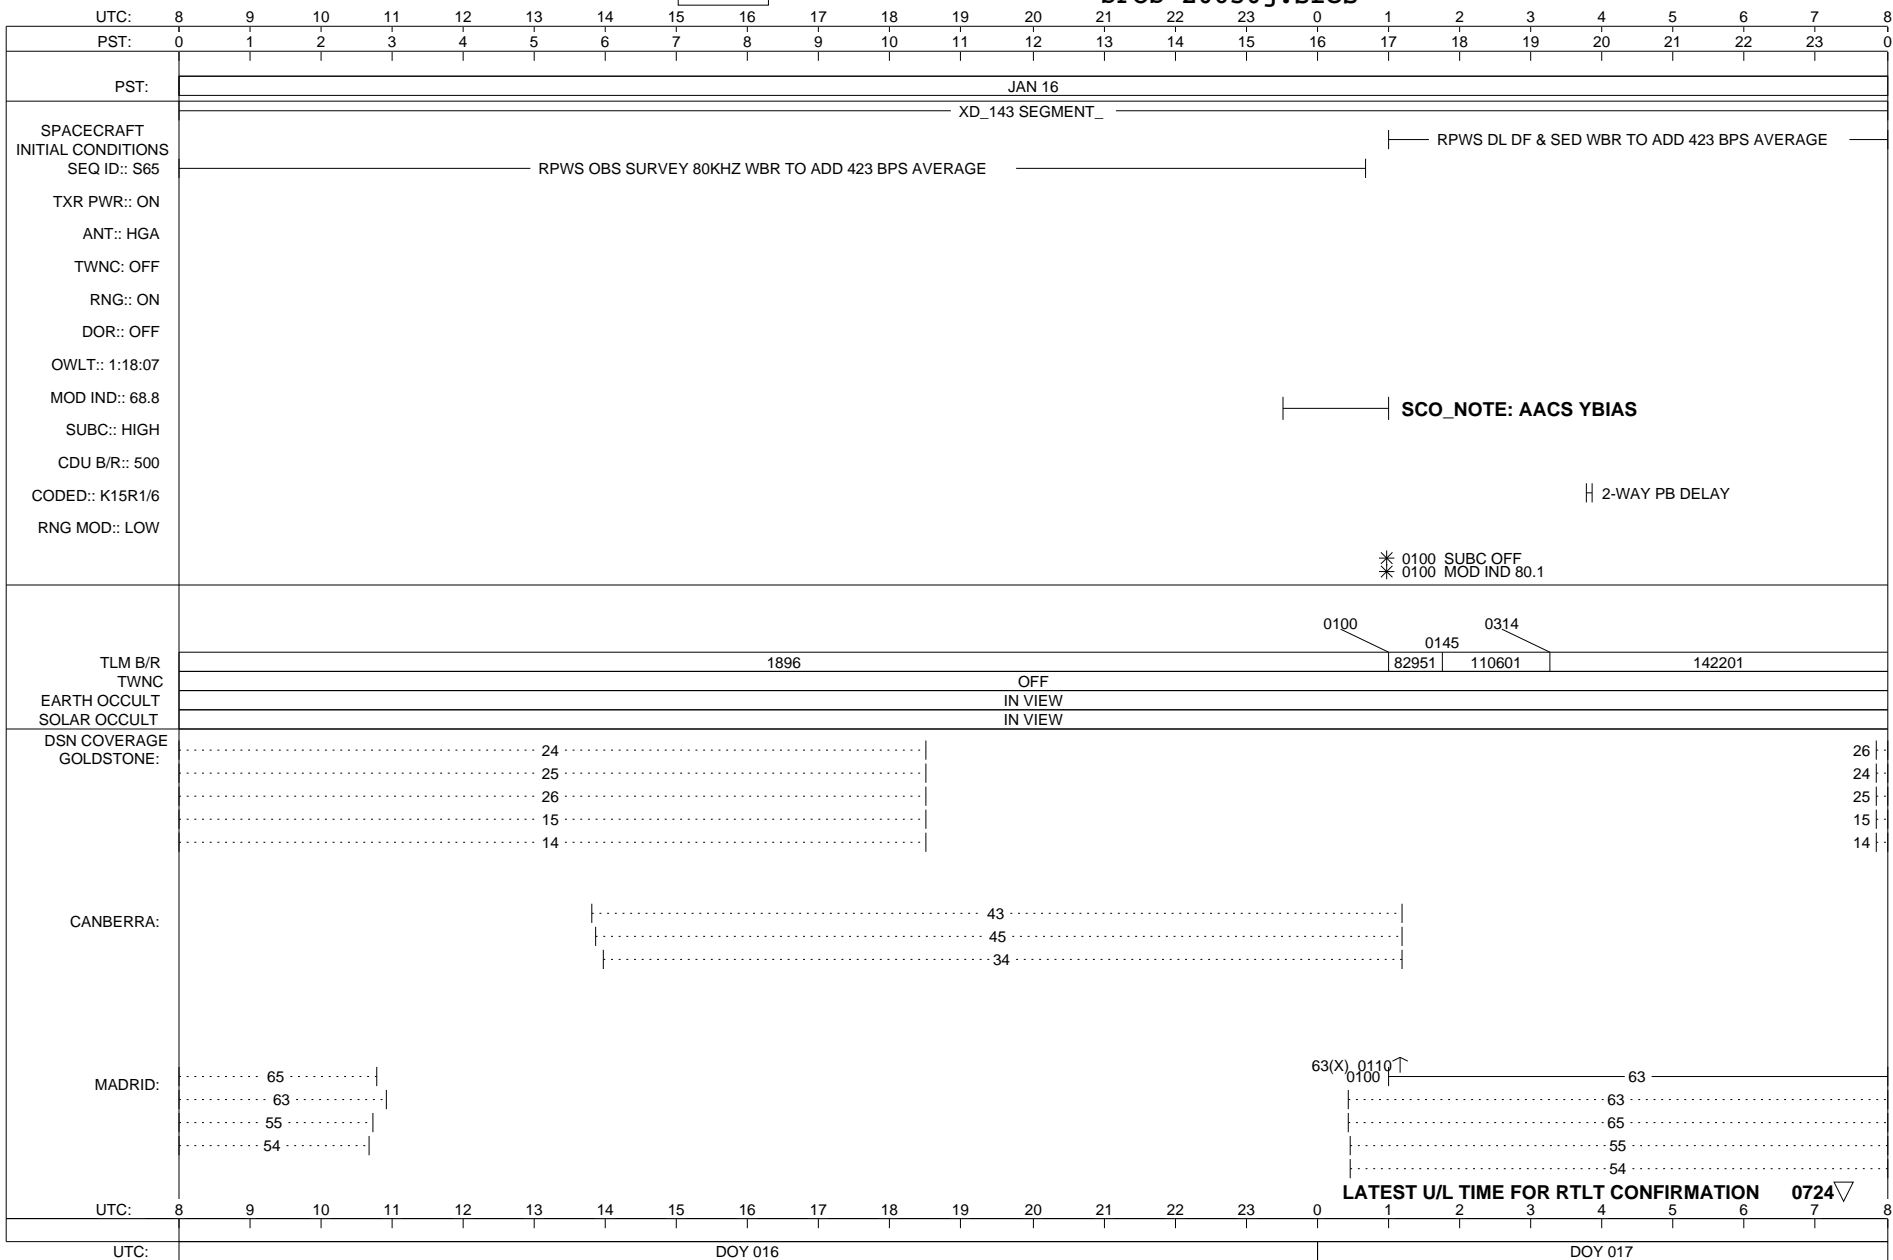 UTC: 8 9 10 11 12 13 14 15 16 17 18 19 20 21 22 23 0 1 2 3 4 5 6 7 8
PST: 0 1 2 3 4 5 6 7 8 9 10 11 12 13 14 15 16 17 18 19 20 21 22 23 0
PST: JAN 16
XD_143 SEGMENT_
SPACECRAFT
INITIAL CONDITIONS
RPWS DL DF & SED WBR TO ADD 423 BPS AVERAGE
SEQ ID:: S65
RPWS OBS SURVEY 80KHZ WBR TO ADD 423 BPS AVERAGE
TXR PWR:: ON
ANT:: HGA
TWNC: OFF
RNG:: ON
DOR:: OFF
OWLT:: 1:18:07
MOD IND:: 68.8
SCO_NOTE: AACS YBIAS
SUBC:: HIGH
CDU B/R:: 500
CODED:: K15R1/6
2-WAY PB DELAY
RNG MOD:: LOW
0100 SUBC OFF
0100 MOD IND 80.1
0100 0314
0145
TLM B/R 1896 82951 110601 142201
TWNC OFF
EARTH OCCULT IN VIEW
SOLAR OCCULT IN VIEW
DSN COVERAGE
GOLDSTONE:
24 26
25 24
26 25
15 15
14 14
CANBERRA:
43
45
34
63(X) 0110
MADRID:
65 0100 63
63 63
55 65
54 55
54
LATEST U/L TIME FOR RTLT CONFIRMATION 0724
UTC: 8 9 10 11 12 13 14 15 16 17 18 19 20 21 22 23 0 1 2 3 4 5 6 7 8
UTC: DOY 016 DOY 017